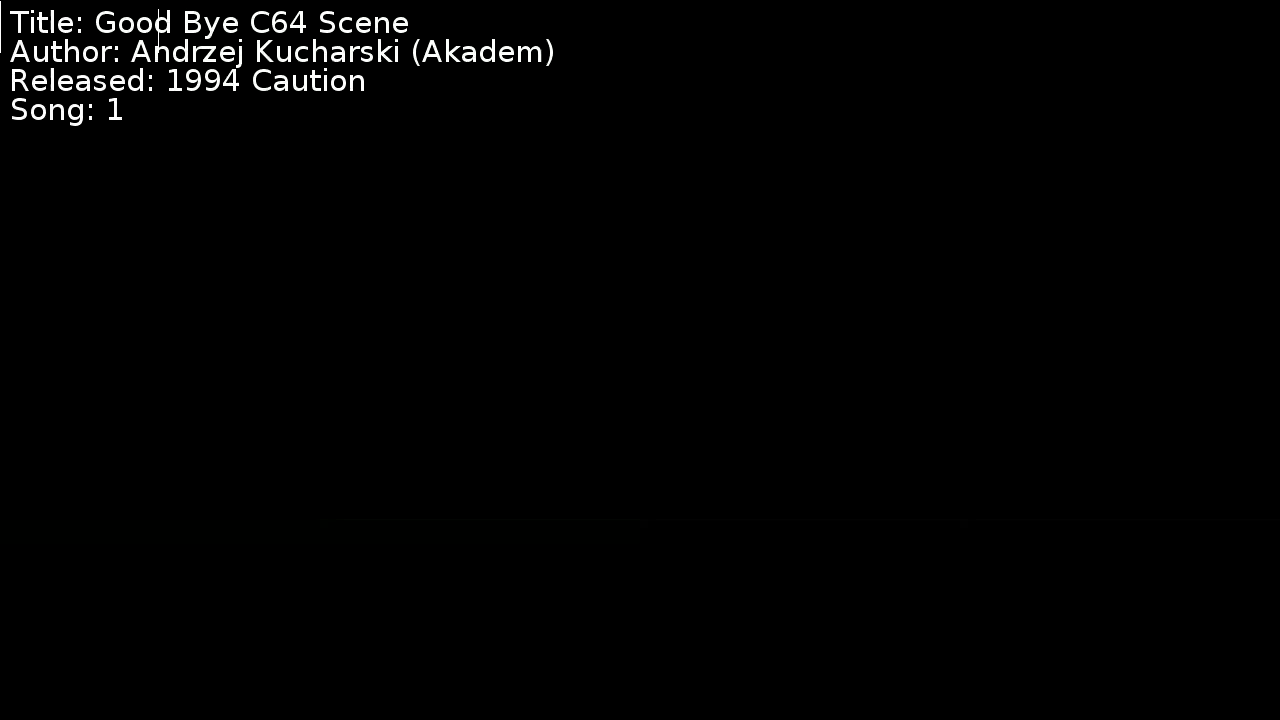 Title: Good Bye C64 Scene
Author: Andrzej Kucharski (Akadem)
Released: 1994 Caution
Song: 1